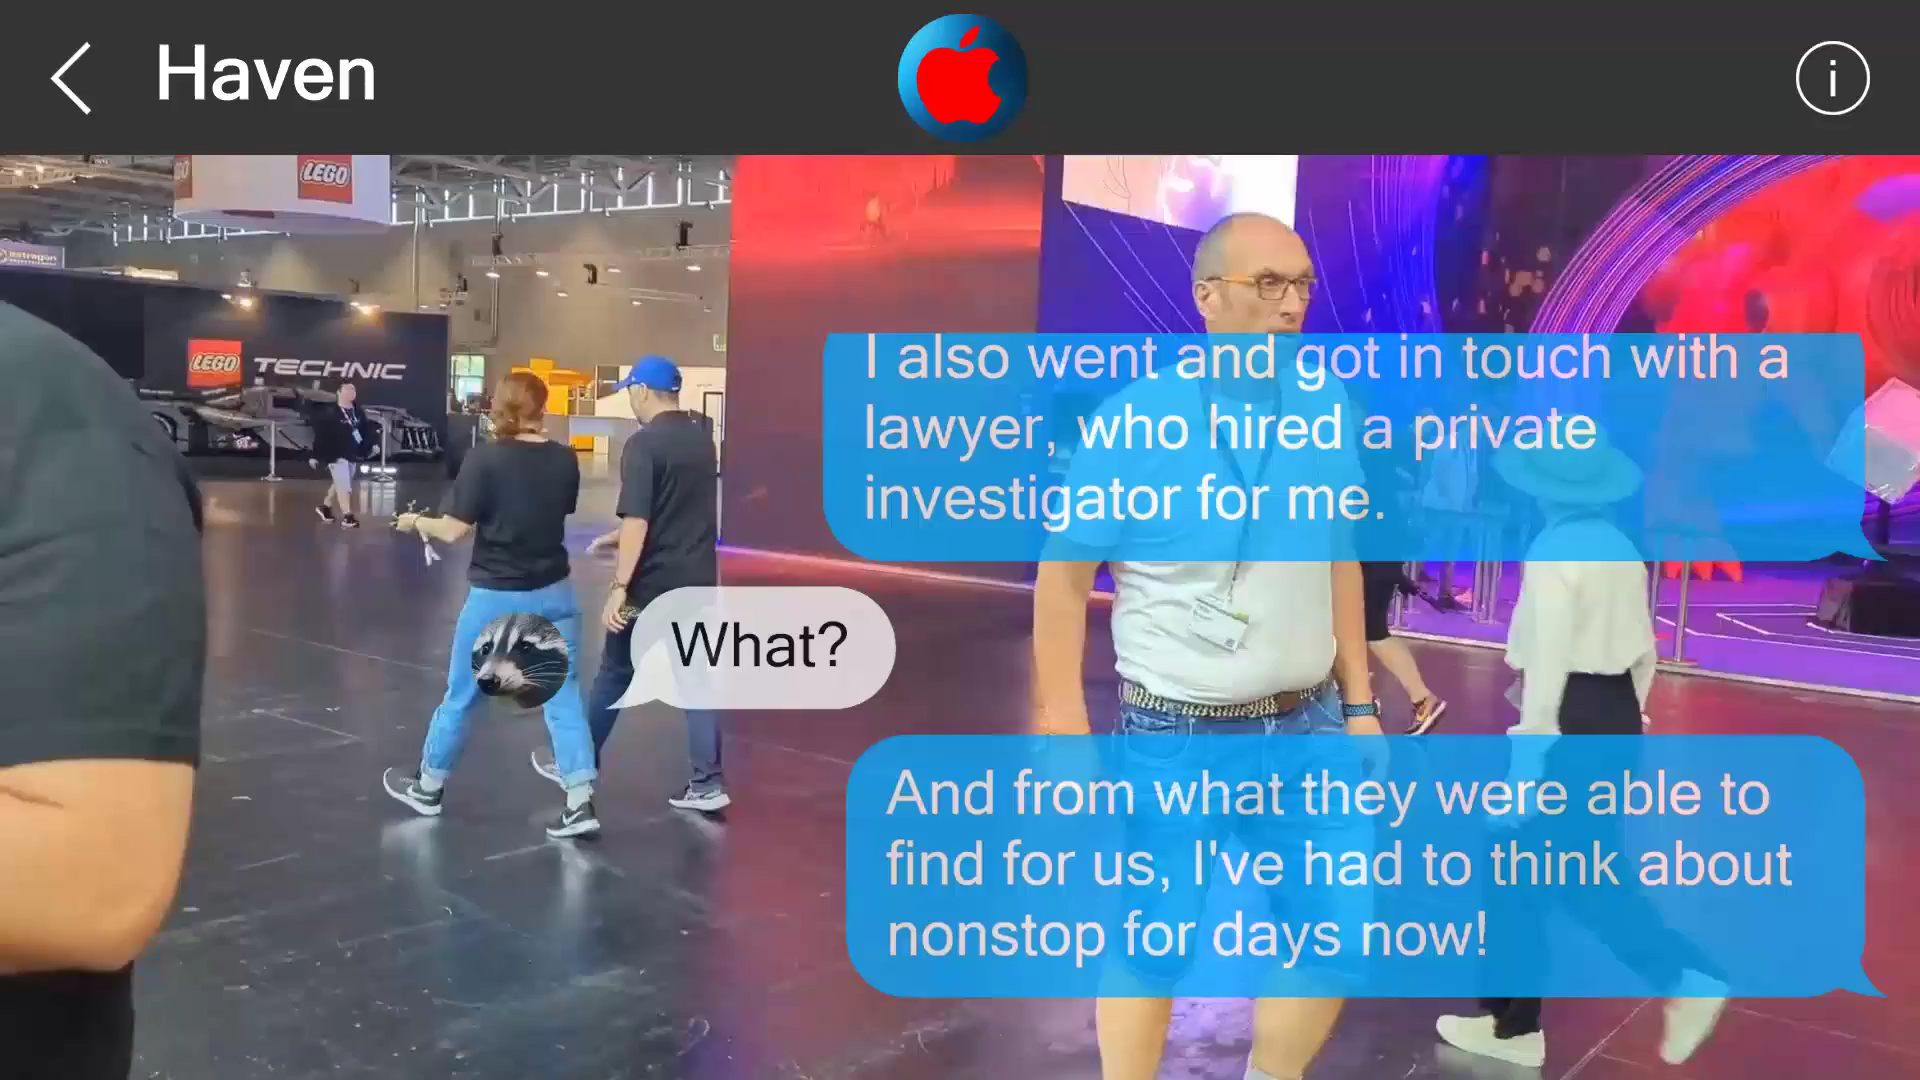 Haven
LEGO
LEGO
TECHNIC
I also went and got in touch with a
lawyer, who hired a private
investigator for me.
What?
And from what they were able to
find for us, I've had to think about
nonstop for days now!